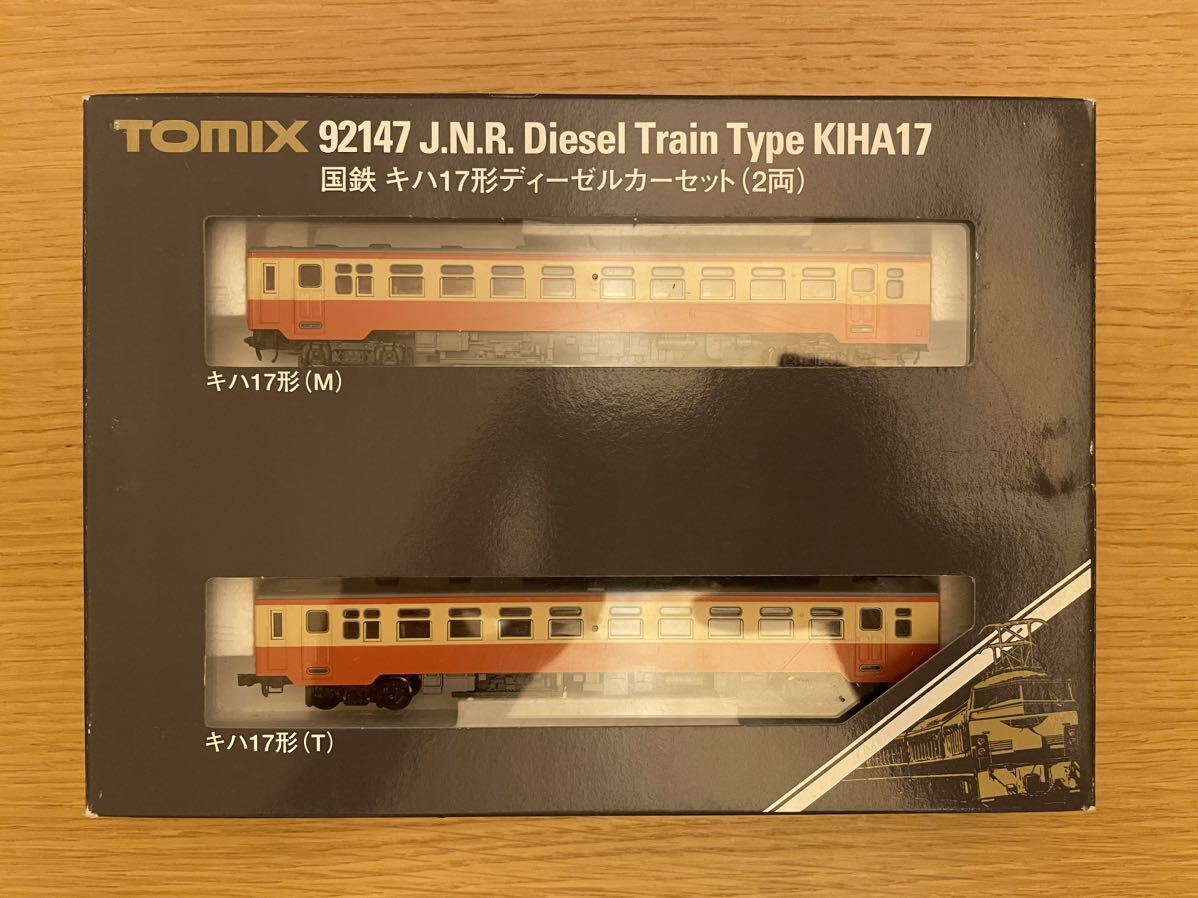 TOMIX 92147 J.N.R. Diesel Train Type KIHA17
国鉄 キハ17形ディーゼルカーセット(2両)
キハ17形(M)
キハ17形(T)